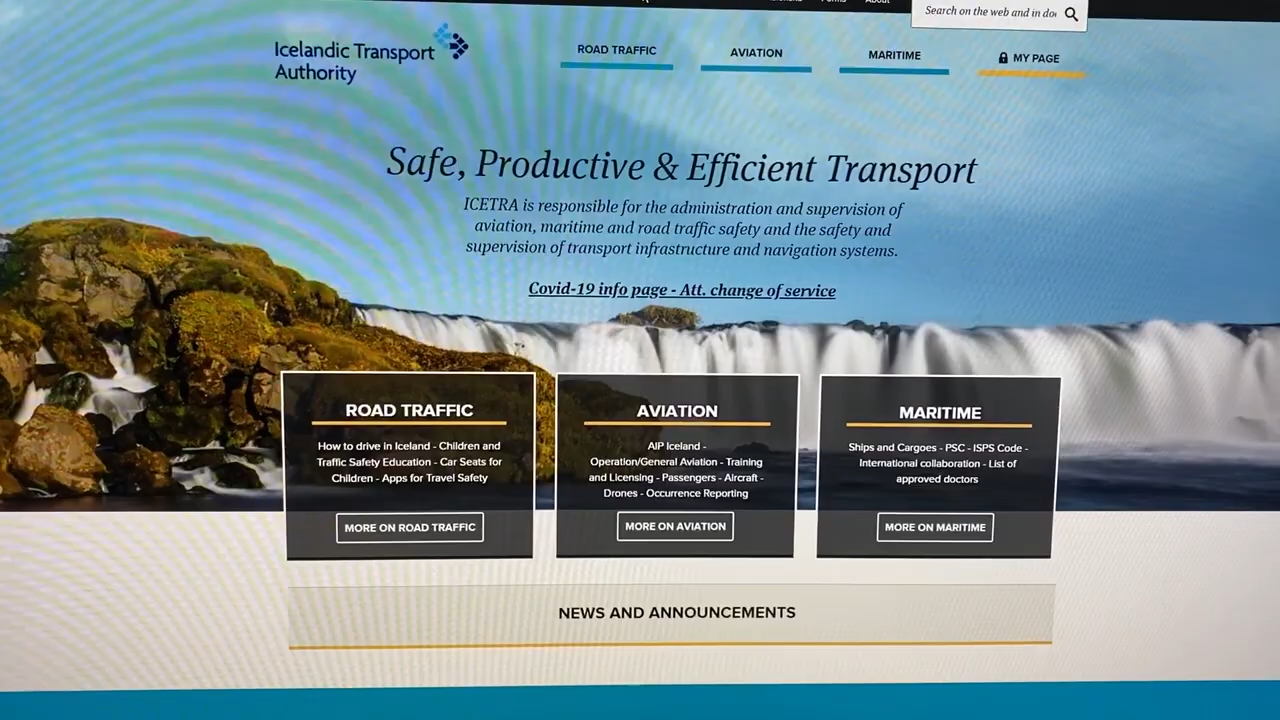 About
Search on the web and in do
Icelandic Transport
Authority
ROAD TRAFFIC
AVIATION
MARITIME
MY PAGE
Safe, Productive & Efficient Transport
ICETRA is responsible for the administration and supervision of
aviation, maritime and road traffic safety and the safety and
supervision of transport infrastructure and navigation systems.
Covid-19 info page - Att. change of service
ROAD TRAFFIC
How to drive in Iceland - Children and
Traffic Safety Education - Car Seats for
Children - Apps for Travel Safety
MORE ON ROAD TRAFFIC
AVIATION
AIP Iceland -
Operation/General Aviation - Training
and Licensing - Passengers - Aircraft -
Drones - Occurrence Reporting
MORE ON AVIATION
MARITIME
Ships and Cargoes - PSC - ISPS Code -
International collaboration - List of
approved doctors
MORE ON MARITIME
NEWS AND ANNOUNCEMENTS